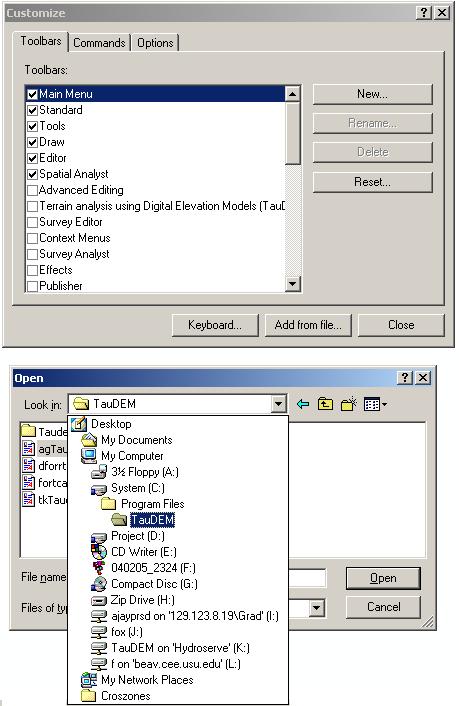 Customize
Toolbars Commands Options
Toolbars:
Main Menu
Standard
Tools
Draw
Editor
Spatial Analyst
Advanced Editing
Terrain analysis using Digital Elevation Models (TauD
Survey Editor
Context Menus
Survey Analyst
Effects
Publisher
New...
Rename...
Delete
Reset...
Keyboard... Add from file... Close
Open
Look in: TauDEM
Desktop
My Documents
My Computer
3½ Floppy (A:)
System (C:)
Program Files
TauDEM
Project (D:)
CD Writer (E:)
040205_2324 (F:)
Compact Disc (G:)
Zip Drive (H:)
ajayprsd on '129.123.8.19\Grad' (I:)
fox (J:)
TauDEM on 'Hydroserve' (K:)
f on 'beav.cee.usu.edu' (L:)
My Network Places
Croszones
Taude
agTau
dforrt
fortca
tkTau
File name
Files of ty
Open
Cancel